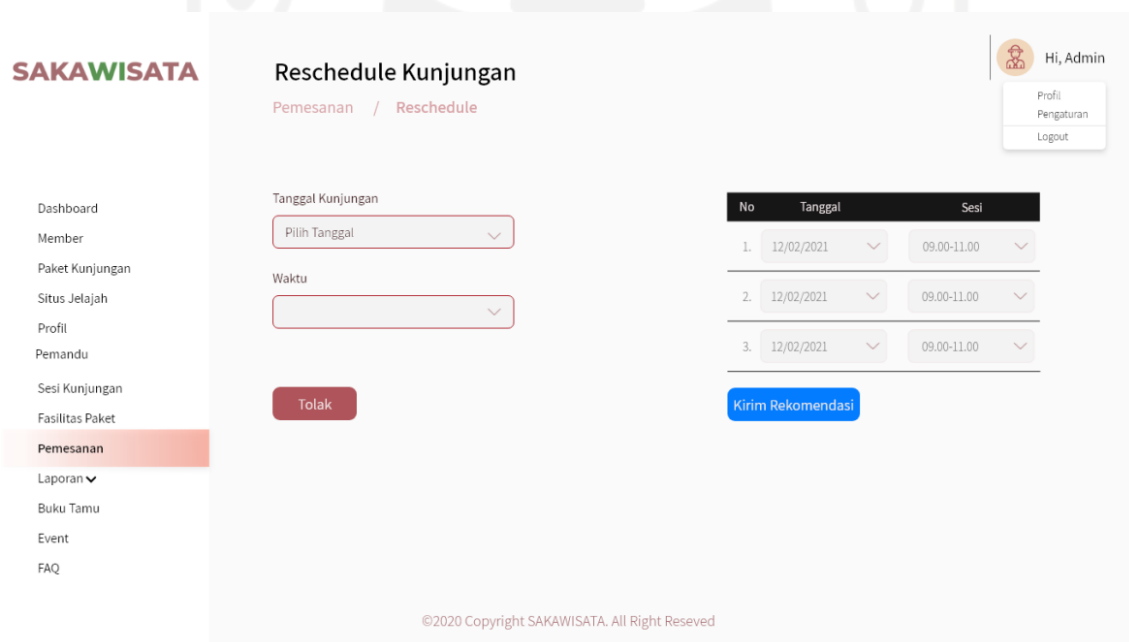 SAKAWISATA
Dashboard
Member
Paket Kunjungan
Situs Jelajah
Profil
Pemandu
Sesi Kunjungan
Fasilitas Paket
Pemesanan
Laporan
Buku Tamu
Event
FAQ
Reschedule Kunjungan
Pemesanan / Reschedule
Hi, Admin
Profil
Pengaturan
Logout
Tanggal Kunjungan
Pilih Tanggal
Waktu
Tolak
No Tanggal Sesi
1. 12/02/2021 09.00-11.00
2. 12/02/2021 09.00-11.00
3. 12/02/2021 09.00-11.00
Kirim Rekomendasi
©2020 Copyright SAKAWISATA. All Right Reseved